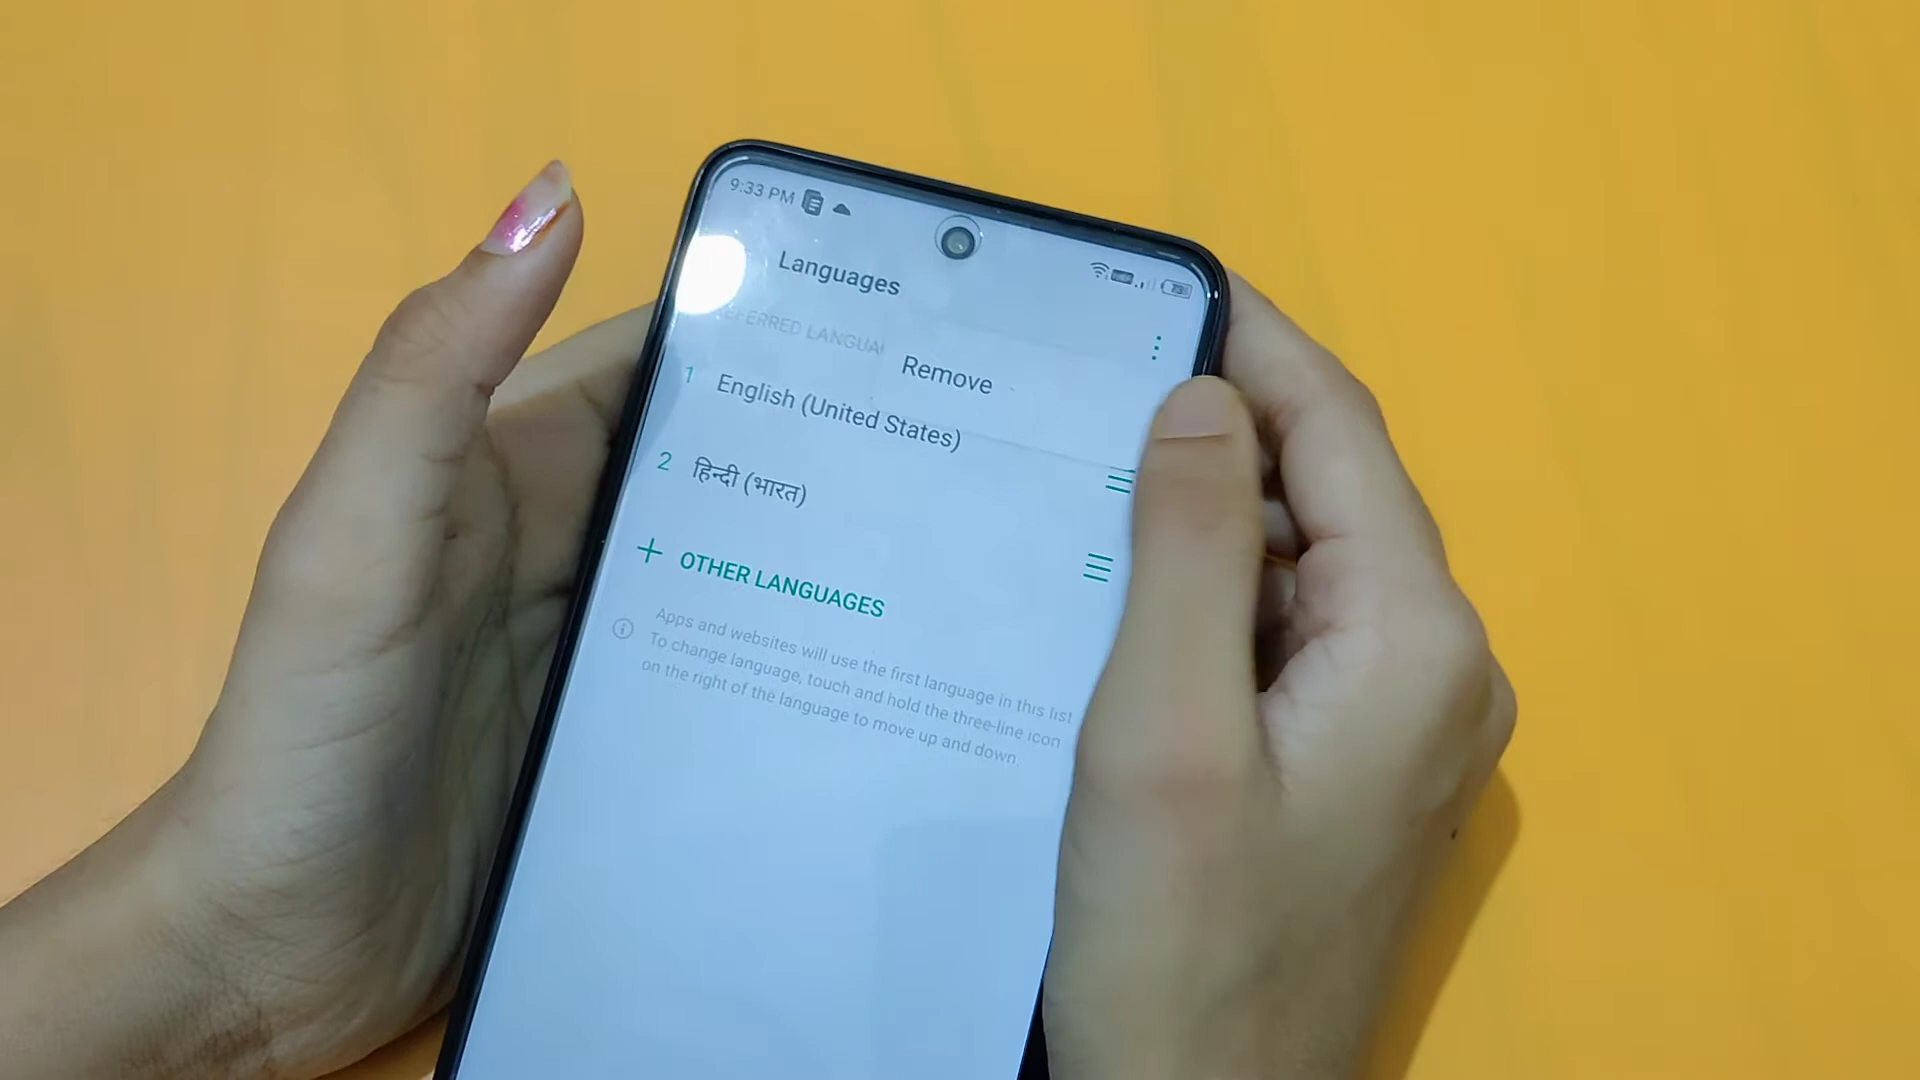 9:33 PM
Languages
EFERRED LANGUA
Remove
1 English (United States)
2 हिन्दी (भारत)
+ OTHER LANGUAGES
Apps and websites will use the first language in this list
To change language, touch and hold the three-line icon
on the right of the language to move up and down.